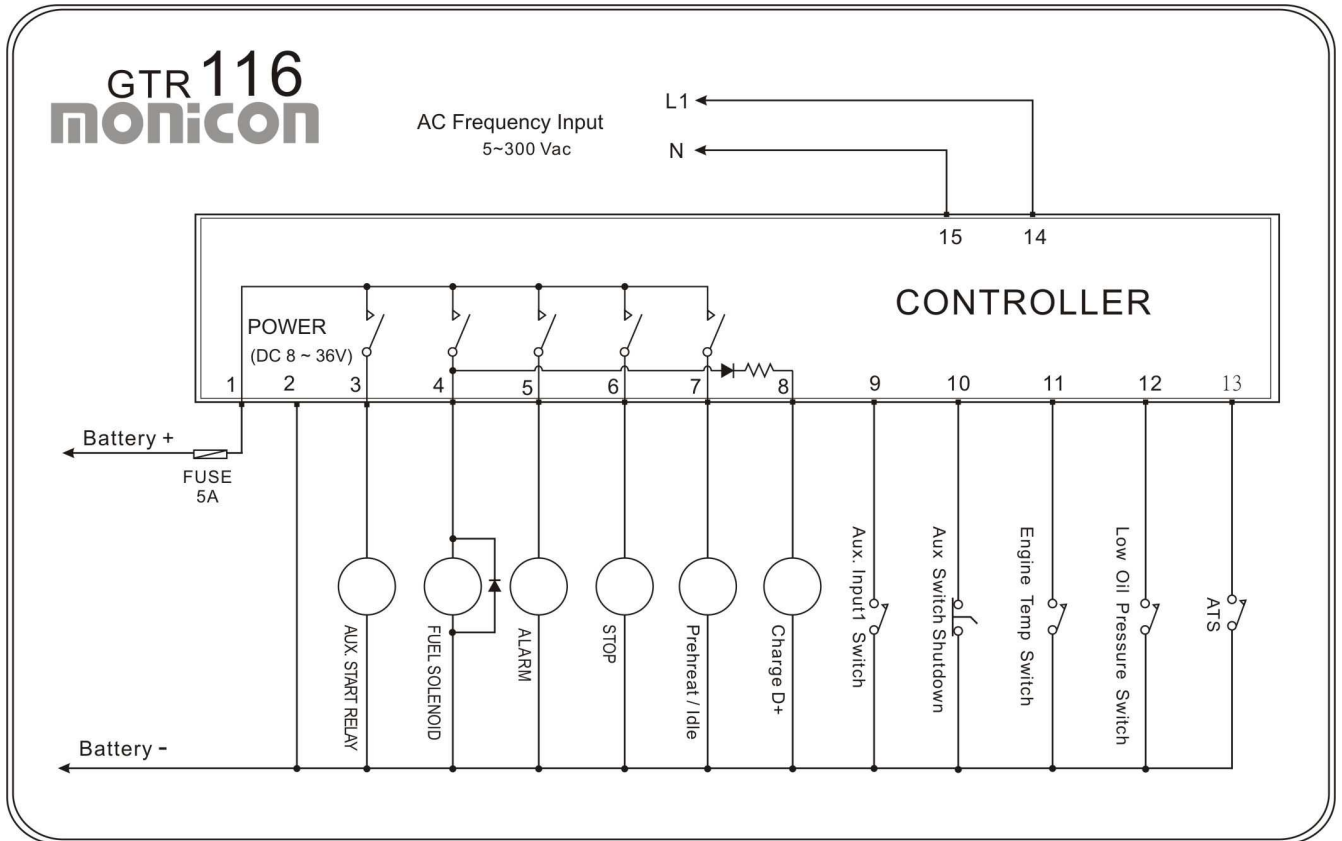 GTR 116
monicon
AC Frequency Input
5~300 Vac
L1
N
15
14
CONTROLLER
POWER
(DC 8 ~ 36V)
1
2
3
4
5
6
7
8
9
10
11
12
13
Battery +
FUSE
5A
AUX. START RELAY
FUEL SOLENOID
ALARM
STOP
Prehreat / Idle
Charge D+
Aux. Input1 Switch
Aux Switch Shutdown
Engine Temp Switch
Low Oil Pressure Switch
ATS
Battery -